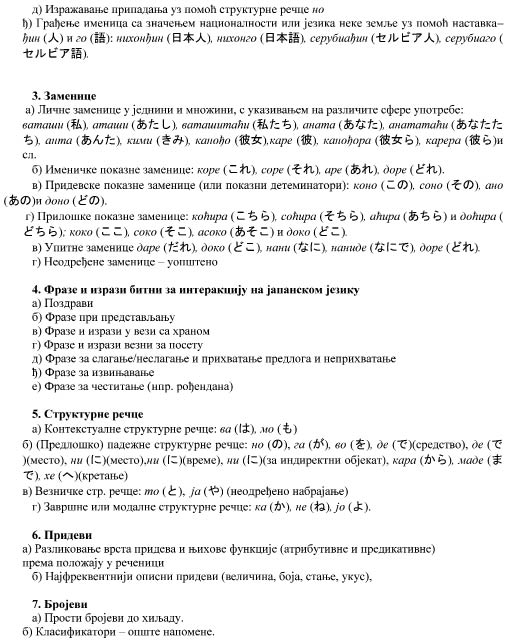 д) Изражавање припадања уз помоћ структурне речце но
ђ) Грађење именица са значењем националности или језика неке земље уз помоћ наставка–
ђин (人) и го (語): нихонђин (日本人), нихонго (日本語), серубиађин (セルビア人), серубиаго (
セルビア語).
3. Заменице
а) Личне заменице у једнини и множини, с указивањем на различите сфере употребе:
ваташи (私), аташи (あたし), ваташитаћи (私たち), аната (あなた), анататаћи (あなたた
ち), анта (あんた), кими (きみ), каноћо (彼女),каре (彼), каноћора (彼女ら), карера (彼ら)и
сл.
б) Именичке показне заменице: коре (これ), соре (それ), аре (あれ), доре (どれ).
в) Придевске показне заменице (или показни детеминатори): коно (この), соно (その), ано
(あの)и доно (どの).
г) Прилошке показне заменице: коћира (こちら), соћира (そちら), аћира (あちら) и доћира (
どちら); коко (ここ), соко (そこ), асоко (あそこ) и доко (どこ).
в) Упитне заменице даре (だれ), доко (どこ), нани (なに), наниде (なにで), доре (どれ).
г) Неодређене заменице – уопштено
4. Фразе и изрази битни за интеракцију на јапанском језику
а) Поздрави
б) Фразе при представљању
в) Фразе и изрази у вези са храном
г) Фразе и изрази везни за посету
д) Фразе за слагање/неслагање и прихватање предлога и неприхватање
ђ) Фразе за извињавање
е) Фразе за честитање (нпр. рођендана)
5. Структурне речце
а) Контекстуалне структурне речце: ва (は), мо (も)
б) (Предлошко) падежне структурне речце: но (の), га (が), во (を), де (で)(средство), де (で
)(место), ни (に)(место),ни (に)(време), ни (に)(за индиректни објекат), кара (から), маде (ま
で), хе (へ)(кретање)
в) Везничке стр. речце: то (と), ја (や) (неодређено набрајање)
г) Завршне или модалне структурне речце: ка (か), не (ね), јо (よ).
6. Придеви
а) Разликовање врста придева и њихове функције (атрибутивне и предикативне)
према положају у реченици
б) Најфреквентнији описни придеви (величина, боја, стање, укус),
7. Бројеви
а) Прости бројеви до хиљаду.
б) Класификатори – опште напомене.